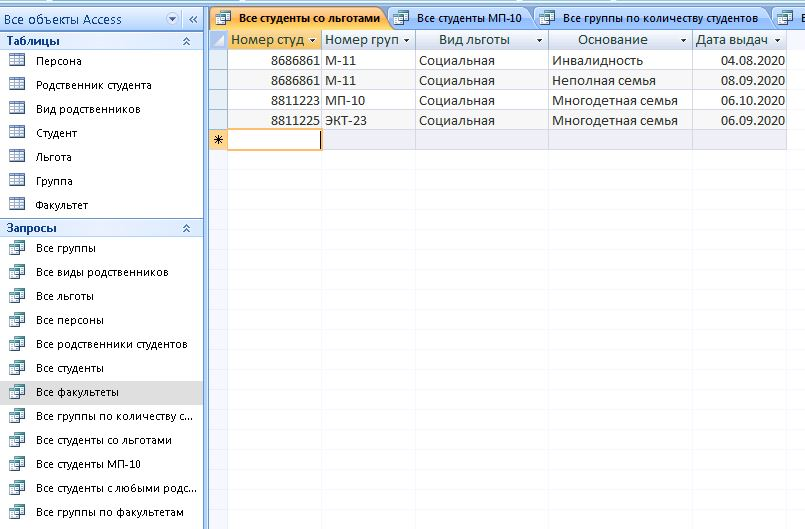 Все объекты Access
Таблицы
Персона
Родственник студента
Вид родственников
Студент
Льгота
Группа
Факультет
Запросы
Все группы
Все виды родственников
Все льготы
Все персоны
Все родственники студентов
Все студенты
Все факультеты
Все группы по количеству с...
Все студенты со льготами
Все студенты МП-10
Все студенты с любыми родс...
Все группы по факультетам
Все студенты со льготами Все студенты МП-10 Все группы по количеству студентов
Номер студ Номер груп Вид льготы Основание Дата выдач
8686861 М-11 Социальная Инвалидность 04.08.2020
8686861 М-11 Социальная Неполная семья 08.09.2020
8811223 МП-10 Социальная Многодетная семья 06.10.2020
8811225 ЭКТ-23 Социальная Многодетная семья 06.09.2020